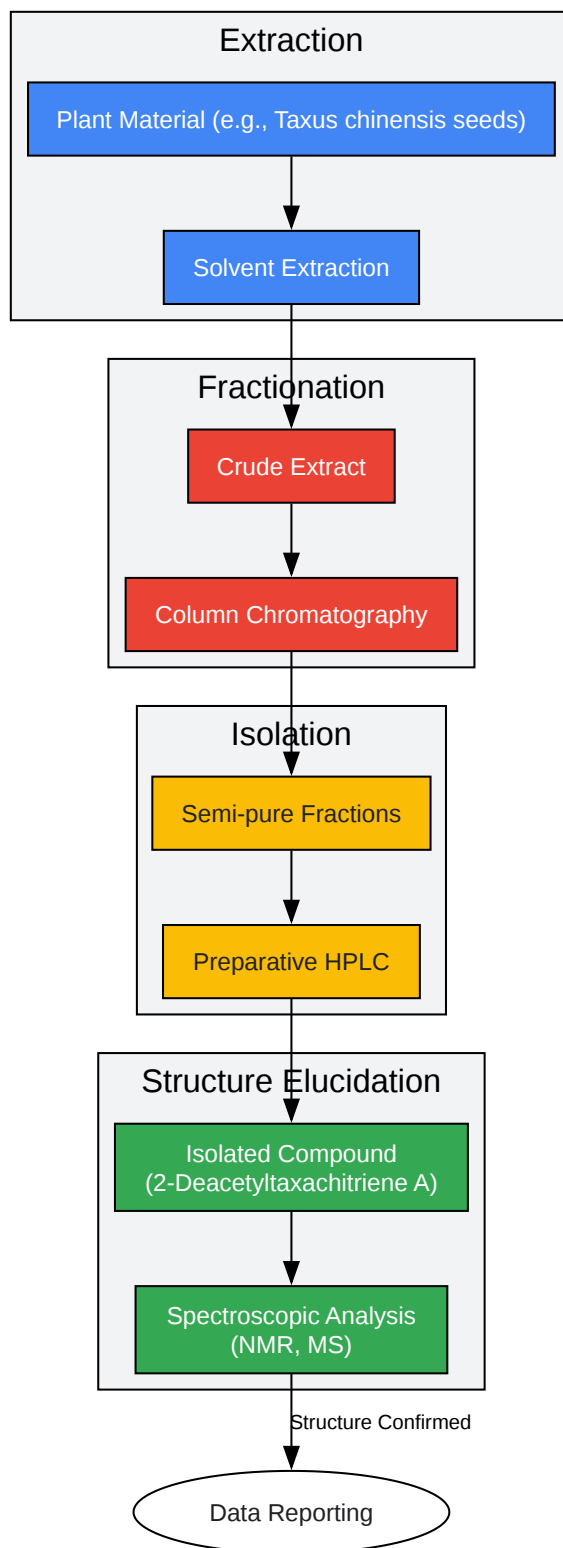 Extraction
Plant Material (e.g., Taxus chinensis seeds)
Solvent Extraction
Fractionation
Crude Extract
Column Chromatography
Isolation
Semi-pure Fractions
Preparative HPLC
Structure Elucidation
Isolated Compound
(2-Deacetyltaxachitriene A)
Spectroscopic Analysis
(NMR, MS)
Structure Confirmed
Data Reporting